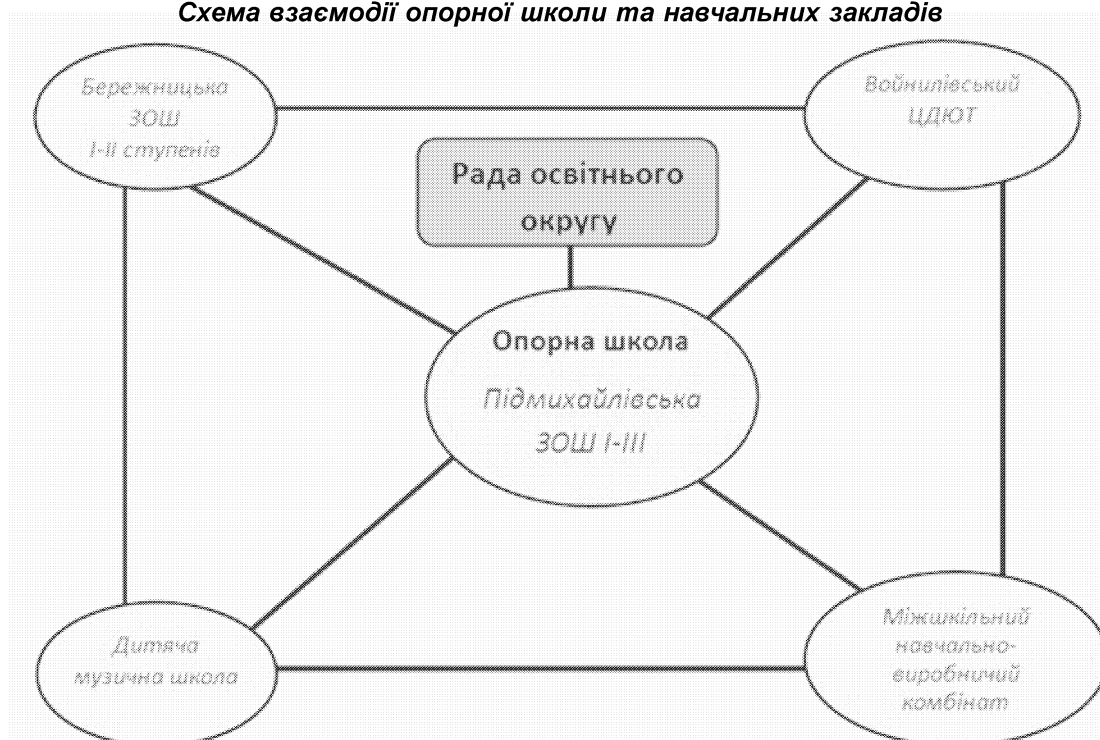 Схема взаємодії опорної школи та навчальних закладів
Бережницька
ЗОШ
І-ІІ ступенів
Войнилівський
ЦДЮТ
Рада освітнього
округу
Опорна школа
Підмихайлівська
ЗОШ І-ІІІ
Дитяча
музична школа
Міжшкільний
навчально-
виробничий
комбінат